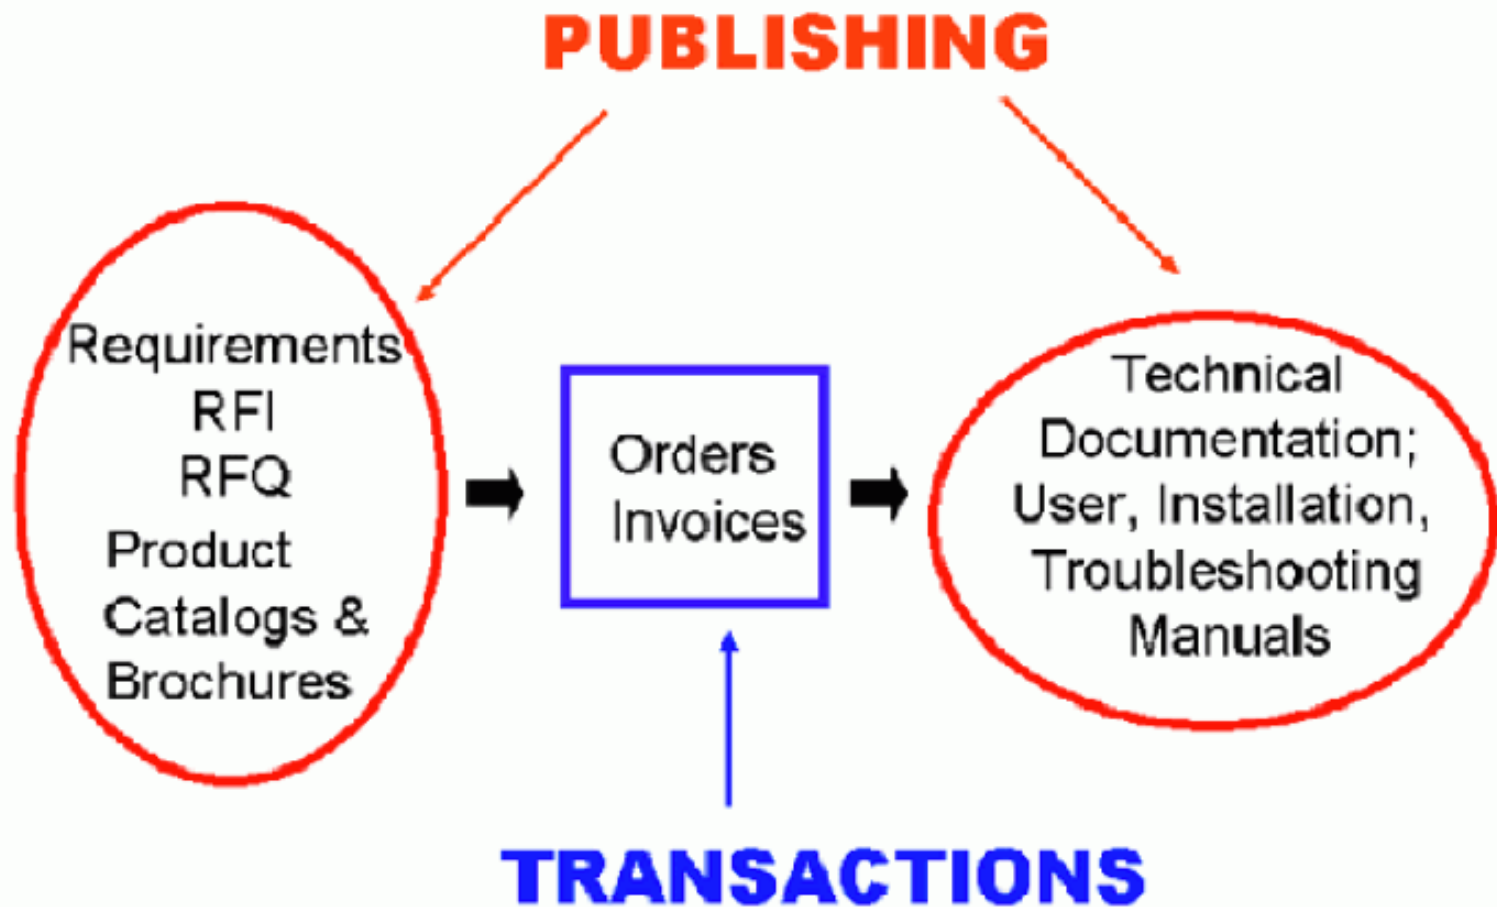 PUBLISHING
Requirements
RFI
RFQ
Product
Catalogs &
Brochures
Orders
Invoices
Technical
Documentation;
User, Installation,
Troubleshooting
Manuals
TRANSACTIONS